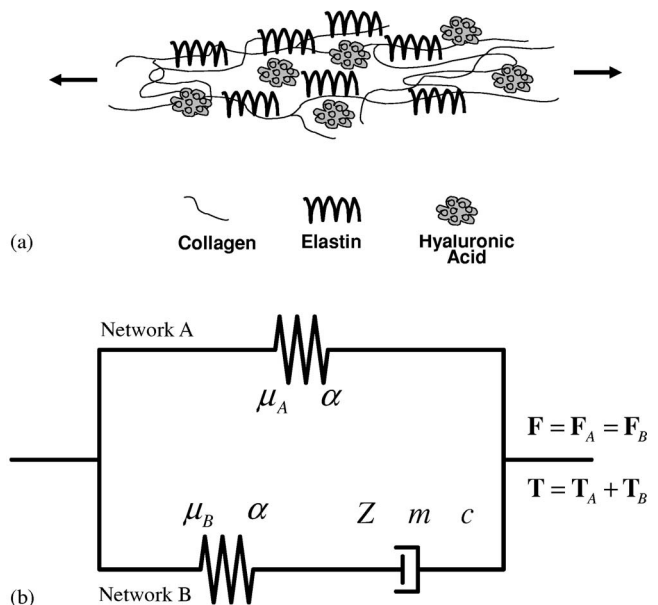 Collagen
Elastin
Hyaluronic
Acid
(a)
Network A
μ_A α
F = F_A = F_B
T = T_A + T_B
μ_B α
Z m c
Network B
(b)